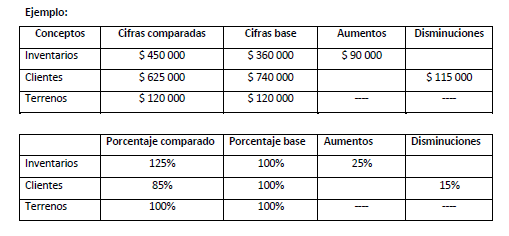 Ejemplo:
Conceptos Cifras comparadas Cifras base Aumentos Disminuciones
Inventarios $ 450 000 $ 360 000 $ 90 000
Clientes $ 625 000 $ 740 000 $ 115 000
Terrenos $ 120 000 $ 120 000 ---- ----
Porcentaje comparado Porcentaje base Aumentos Disminuciones
Inventarios 125% 100% 25%
Clientes 85% 100% 15%
Terrenos 100% 100% ---- ----